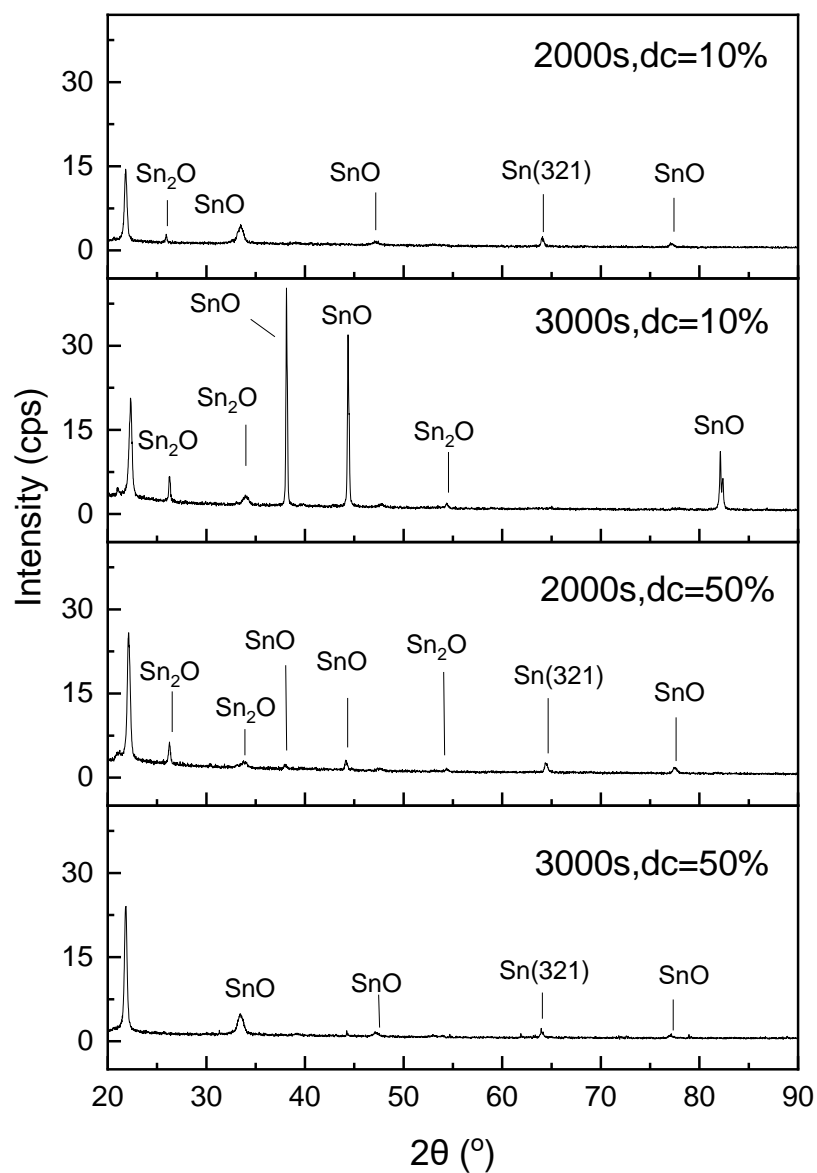 2000s,dc=10%
30
15
0
Sn₂O
SnO
SnO
Sn(321)
SnO
3000s,dc=10%
30
15
0
Sn₂O
Sn₂O
SnO
SnO
Sn₂O
SnO
2000s,dc=50%
30
15
0
Sn₂O
Sn₂O
SnO
SnO
Sn₂O
Sn(321)
SnO
3000s,dc=50%
30
15
0
SnO
SnO
Sn(321)
SnO
20 30 40 50 60 70 80 90
2θ (°)
Intensity (cps)